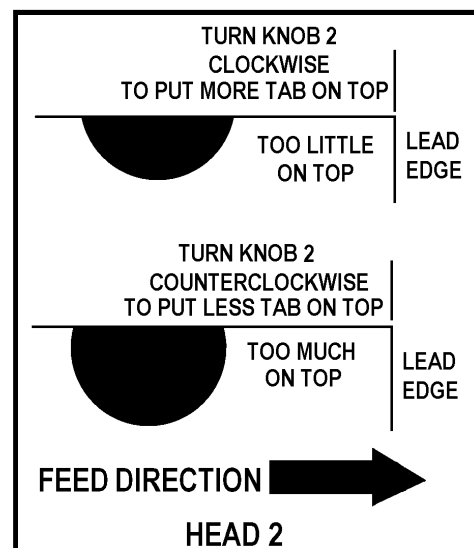 TURN KNOB 2
CLOCKWISE
TO PUT MORE TAB ON TOP
TOO LITTLE
ON TOP
LEAD
EDGE
TURN KNOB 2
COUNTERCLOCKWISE
TO PUT LESS TAB ON TOP
TOO MUCH
ON TOP
LEAD
EDGE
FEED DIRECTION
HEAD 2